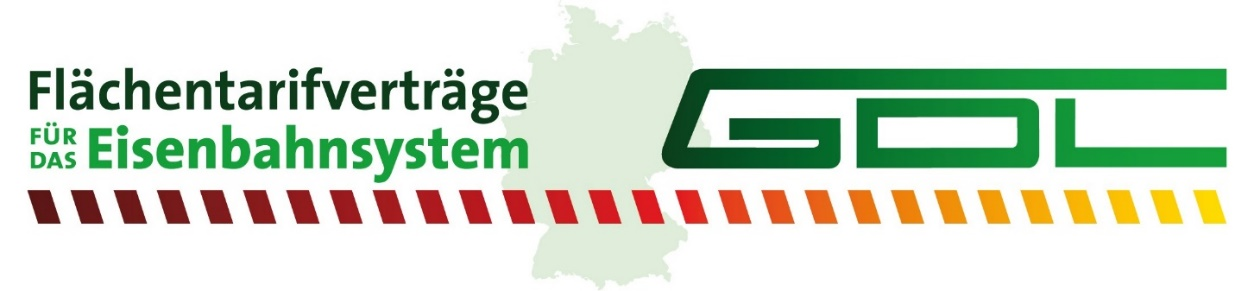 Flächentarifverträge
FÜR DAS Eisenbahnsystem
GDL